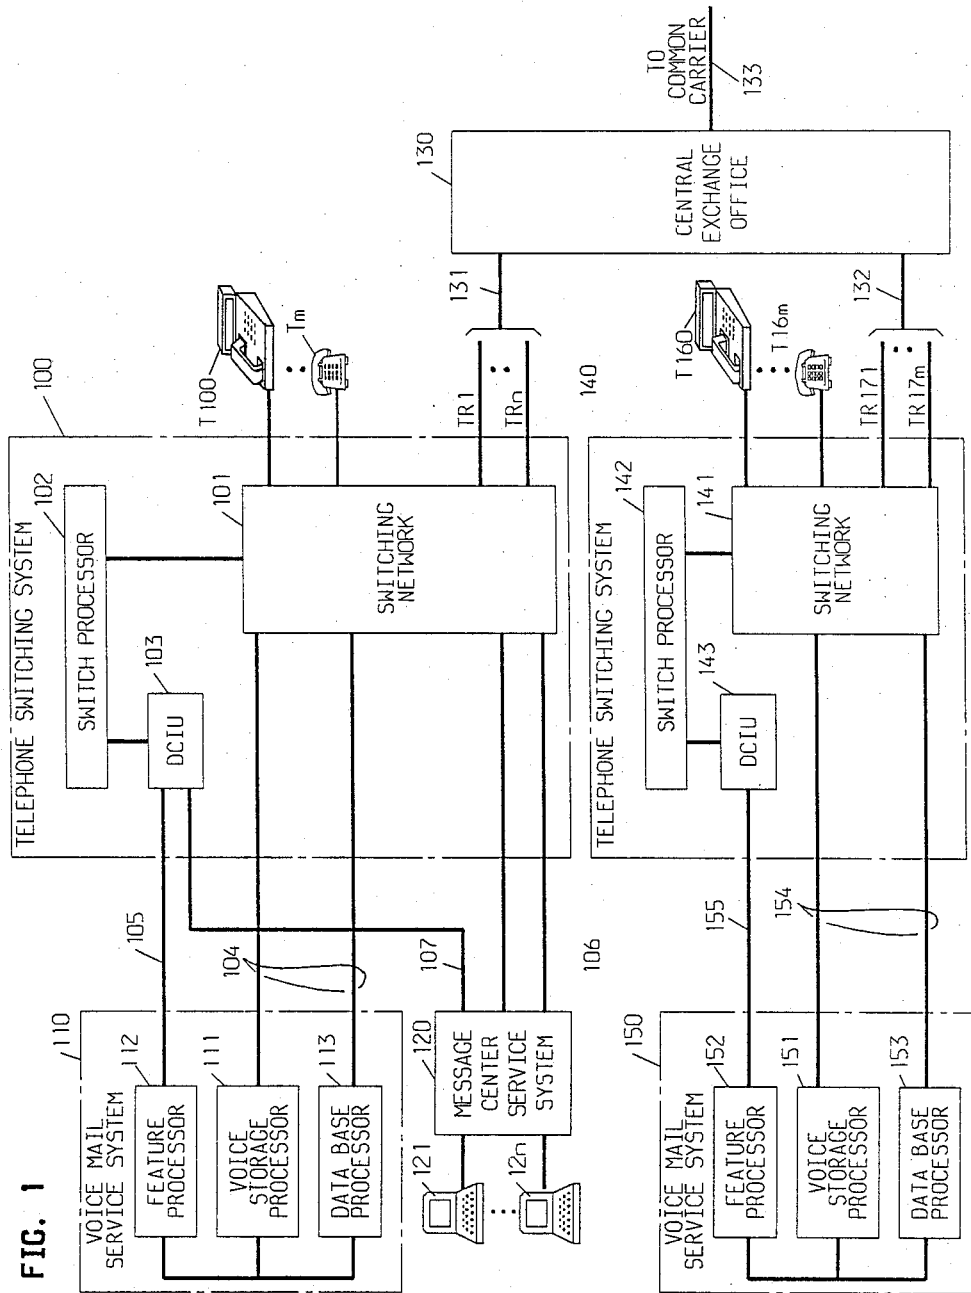 FIG. 1
VOICE MAIL
SERVICE SYSTEM
110
FEATURE
PROCESSOR
112
VOICE
STORAGE
PROCESSOR
111
DATA BASE
PROCESSOR
113
105
104
107
106
121
12n
MESSAGE
CENTER
SERVICE
SYSTEM
120
TELEPHONE SWITCHING SYSTEM
100
SWITCH PROCESSOR
102
DCIU
103
SWITCHING
NETWORK
101
T100
Tm
TR1
TRn
131
130
CENTRAL
EXCHANGE
OFFICE
TO
COMMON
CARRIER
133
132
VOICE MAIL
SERVICE SYSTEM
150
FEATURE
PROCESSOR
152
VOICE
STORAGE
PROCESSOR
151
DATA BASE
PROCESSOR
153
155
154
TELEPHONE SWITCHING SYSTEM
140
SWITCH PROCESSOR
142
DCIU
143
SWITCHING
NETWORK
141
T160
T16m
TR171
TR17m